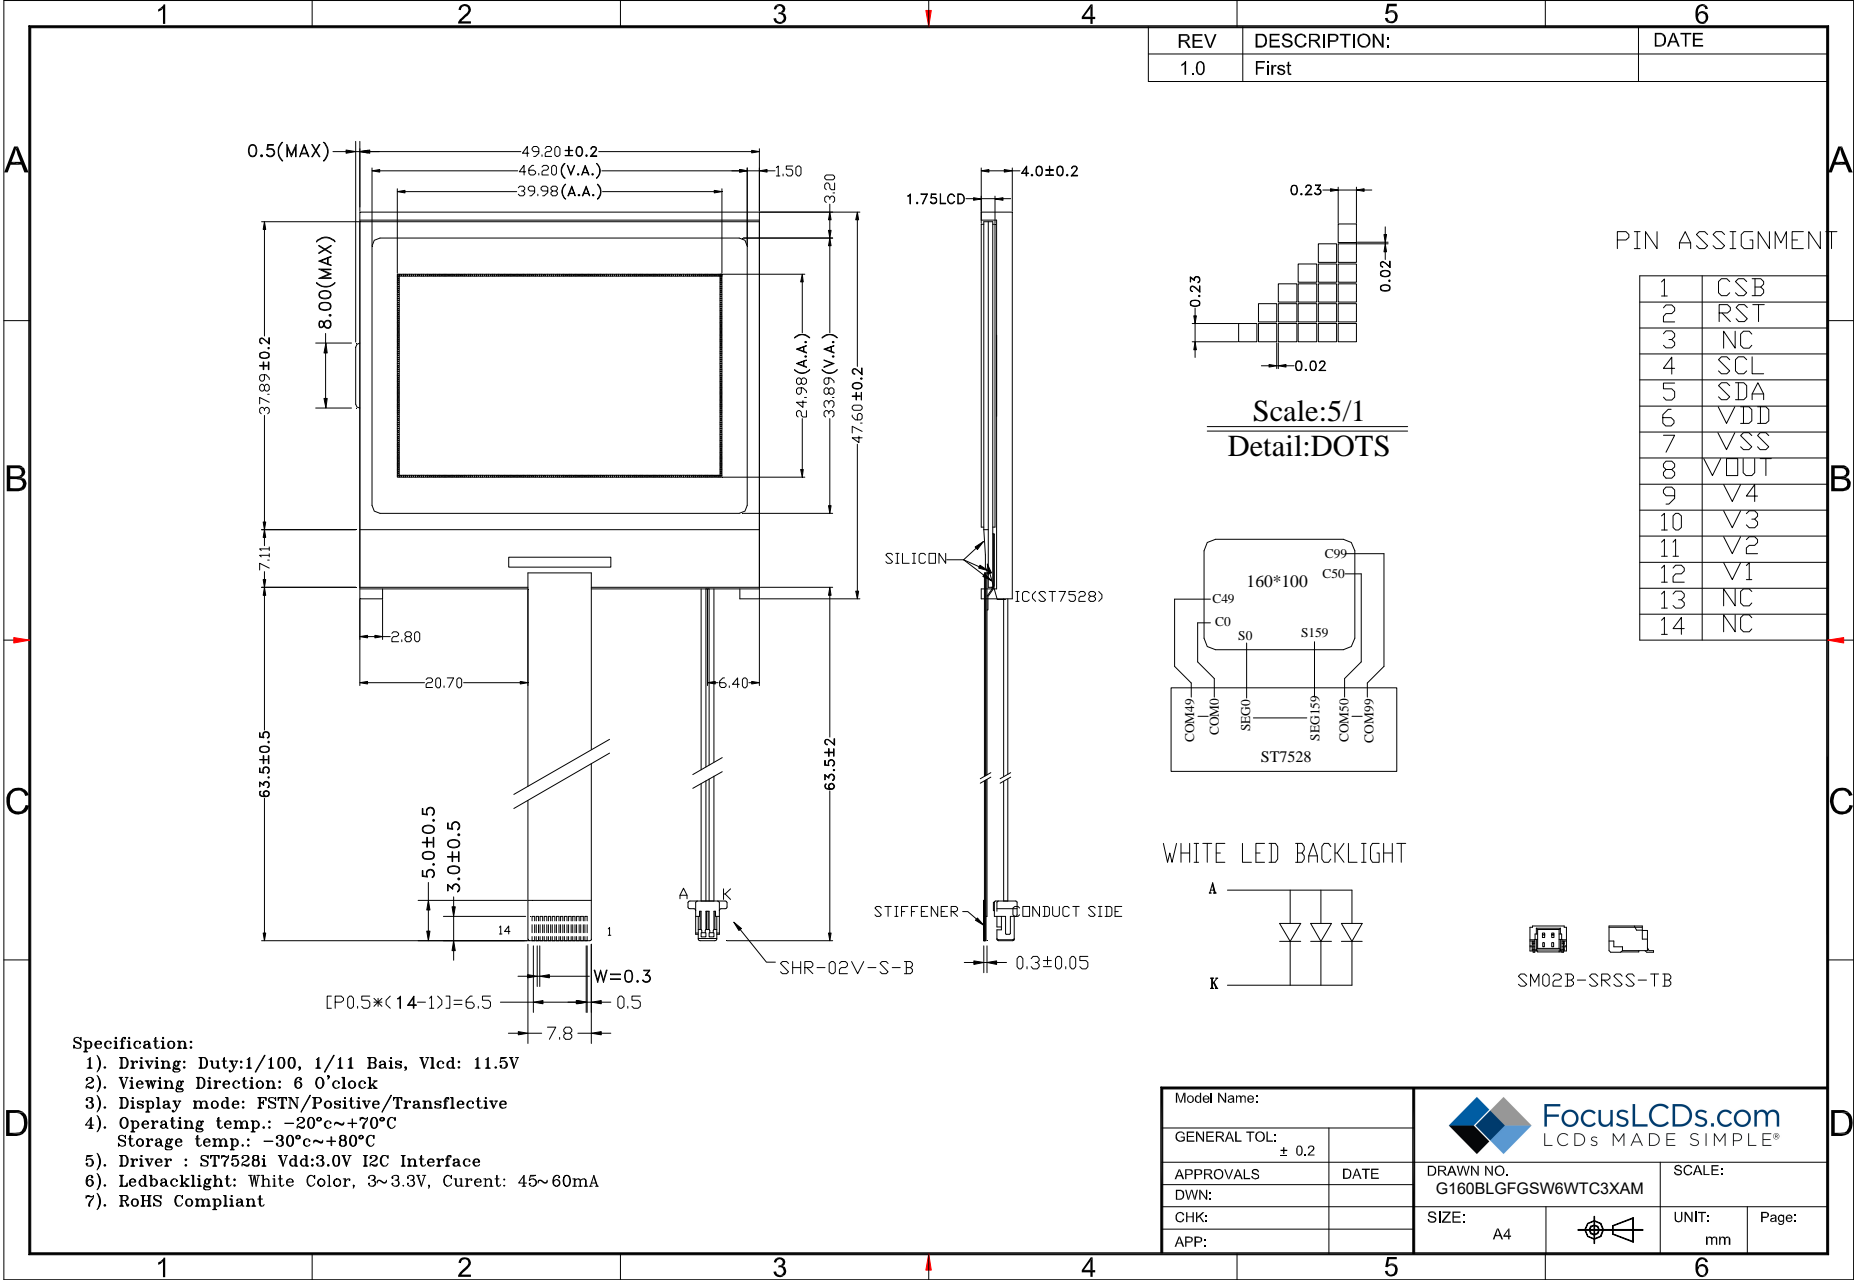 1 2 3 4 5 6
REV DESCRIPTION: DATE
1.0 First
A A
B B
C C
D D
0.5(MAX)
49.20±0.2
46.20(V.A.)
1.50
39.98(A.A.)
3.20
8.00(MAX)
37.89±0.2
7.11
24.98(A.A.)
33.89(V.A.)
47.60±0.2
2.80
20.70
6.40
63.5±0.5
63.5±2
5.0±0.5
3.0±0.5
14
1
A K
SHR-02V-S-B
W=0.3
[P0.5*(14-1)]=6.5
0.5
7.8
4.0±0.2
1.75LCD
SILICON
IC(ST7528)
STIFFENER
CONDUCT SIDE
0.3±0.05
0.23
0.02
0.23
0.02
Scale:5/1
Detail:DOTS
C99
C50
160*100
C49
C0
S0 S159
COM49
COM0
SEG0
SEG159
COM50
COM99
ST7528
WHITE LED BACKLIGHT
A
K
SM02B-SRSS-TB
PIN ASSIGNMENT
1 CSB
2 RST
3 NC
4 SCL
5 SDA
6 VDD
7 VSS
8 VOUT
9 V4
10 V3
11 V2
12 V1
13 NC
14 NC
Specification:
1). Driving: Duty:1/100, 1/11 Bais, Vlcd: 11.5V
2). Viewing Direction: 6 O'clock
3). Display mode: FSTN/Positive/Transflective
4). Operating temp.: -20°c~+70°C
Storage temp.: -30°c~+80°C
5). Driver : ST7528i Vdd:3.0V I2C Interface
6). Ledbacklight: White Color, 3~3.3V, Curent: 45~60mA
7). RoHS Compliant
Model Name:
GENERAL TOL:
± 0.2
APPROVALS DATE
DWN:
CHK:
APP:
FocusLCDs.com
LCDs MADE SIMPLE®
DRAWN NO.
G160BLGFGSW6WTC3XAM
SCALE:
SIZE:
A4
UNIT:
mm
Page:
1 2 3 4 5 6